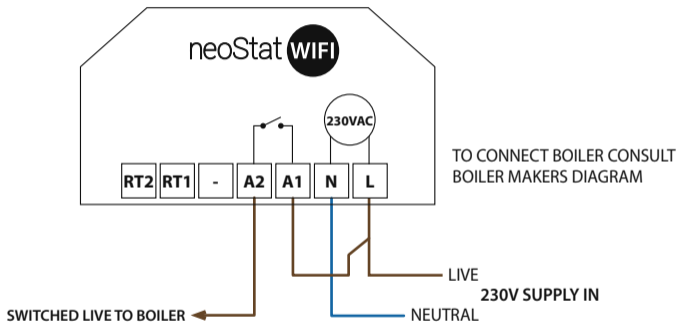 neoStat WIFI
230VAC
RT2 RT1 - A2 A1 N L
TO CONNECT BOILER CONSULT
BOILER MAKERS DIAGRAM
LIVE
230V SUPPLY IN
NEUTRAL
SWITCHED LIVE TO BOILER